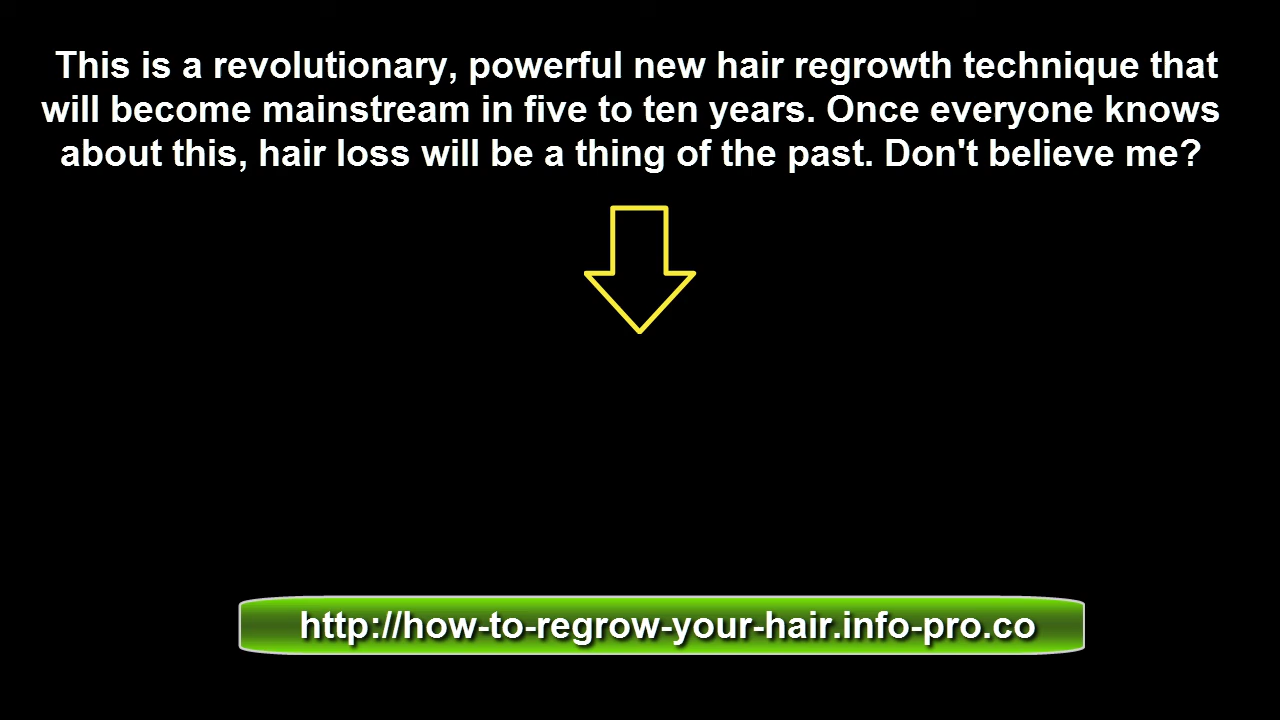 This is a revolutionary, powerful new hair regrowth technique that
will become mainstream in five to ten years. Once everyone knows
about this, hair loss will be a thing of the past. Don't believe me?
http://how-to-regrow-your-hair.info-pro.co